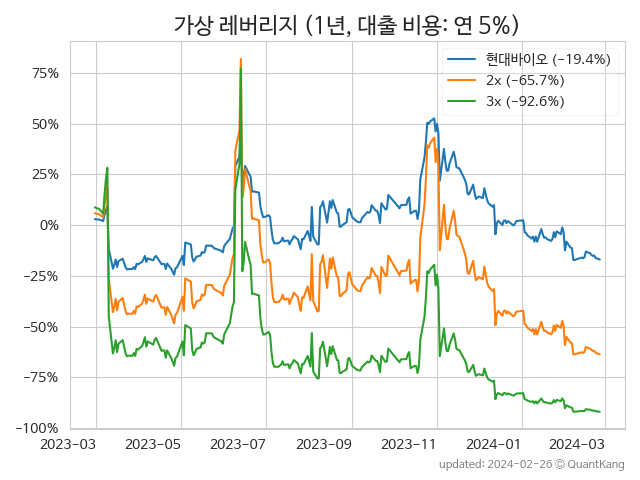 가상 레버리지 (1년, 대출 비용: 연 5%)
현대바이오 (−19.4%)
2x (−65.7%)
3x (−92.6%)
75%
50%
25%
0%
−25%
−50%
−75%
−100%
2023-03 2023-05 2023-07 2023-09 2023-11 2024-01 2024-03
updated: 2024-02-26 © QuantKang